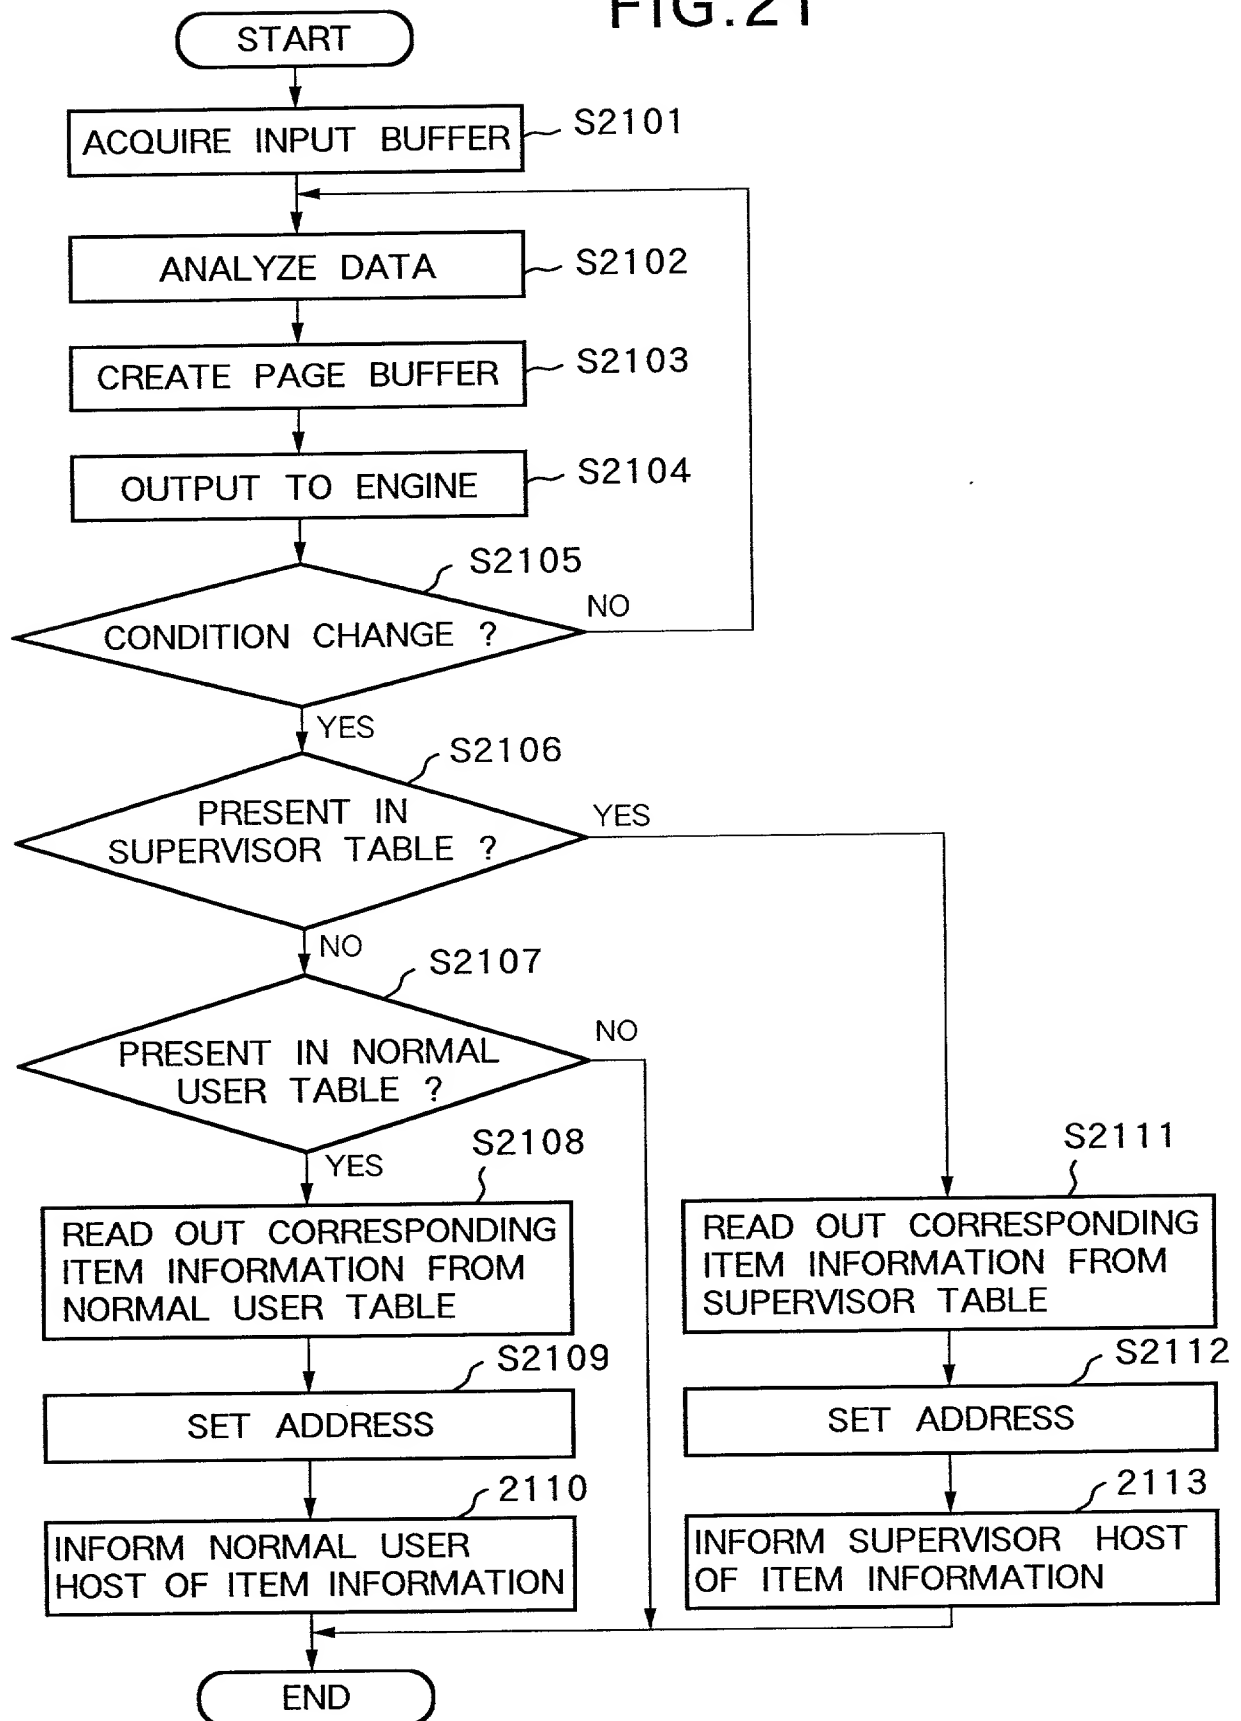 FIG.21
START
ACQUIRE INPUT BUFFER
S2101
ANALYZE DATA
S2102
CREATE PAGE BUFFER
S2103
OUTPUT TO ENGINE
S2104
S2105
CONDITION CHANGE ?
NO
YES
S2106
PRESENT IN
SUPERVISOR TABLE ?
YES
NO
S2107
PRESENT IN NORMAL
USER TABLE ?
NO
YES
S2108
READ OUT CORRESPONDING
ITEM INFORMATION FROM
NORMAL USER TABLE
S2109
SET ADDRESS
2110
INFORM NORMAL USER
HOST OF ITEM INFORMATION
S2111
READ OUT CORRESPONDING
ITEM INFORMATION FROM
SUPERVISOR TABLE
S2112
SET ADDRESS
2113
INFORM SUPERVISOR HOST
OF ITEM INFORMATION
END